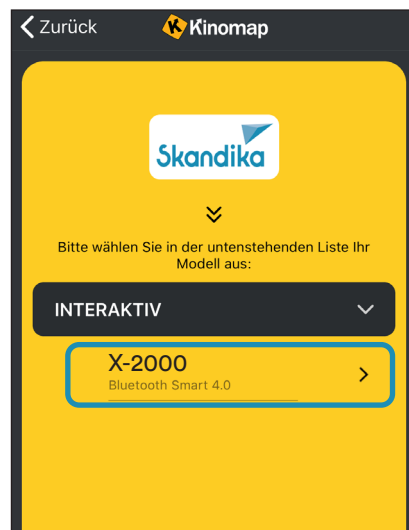 Zurück
Kinomap
Skandika
Bitte wählen Sie in der untenstehenden Liste Ihr
Modell aus:
INTERAKTIV
X-2000
Bluetooth Smart 4.0